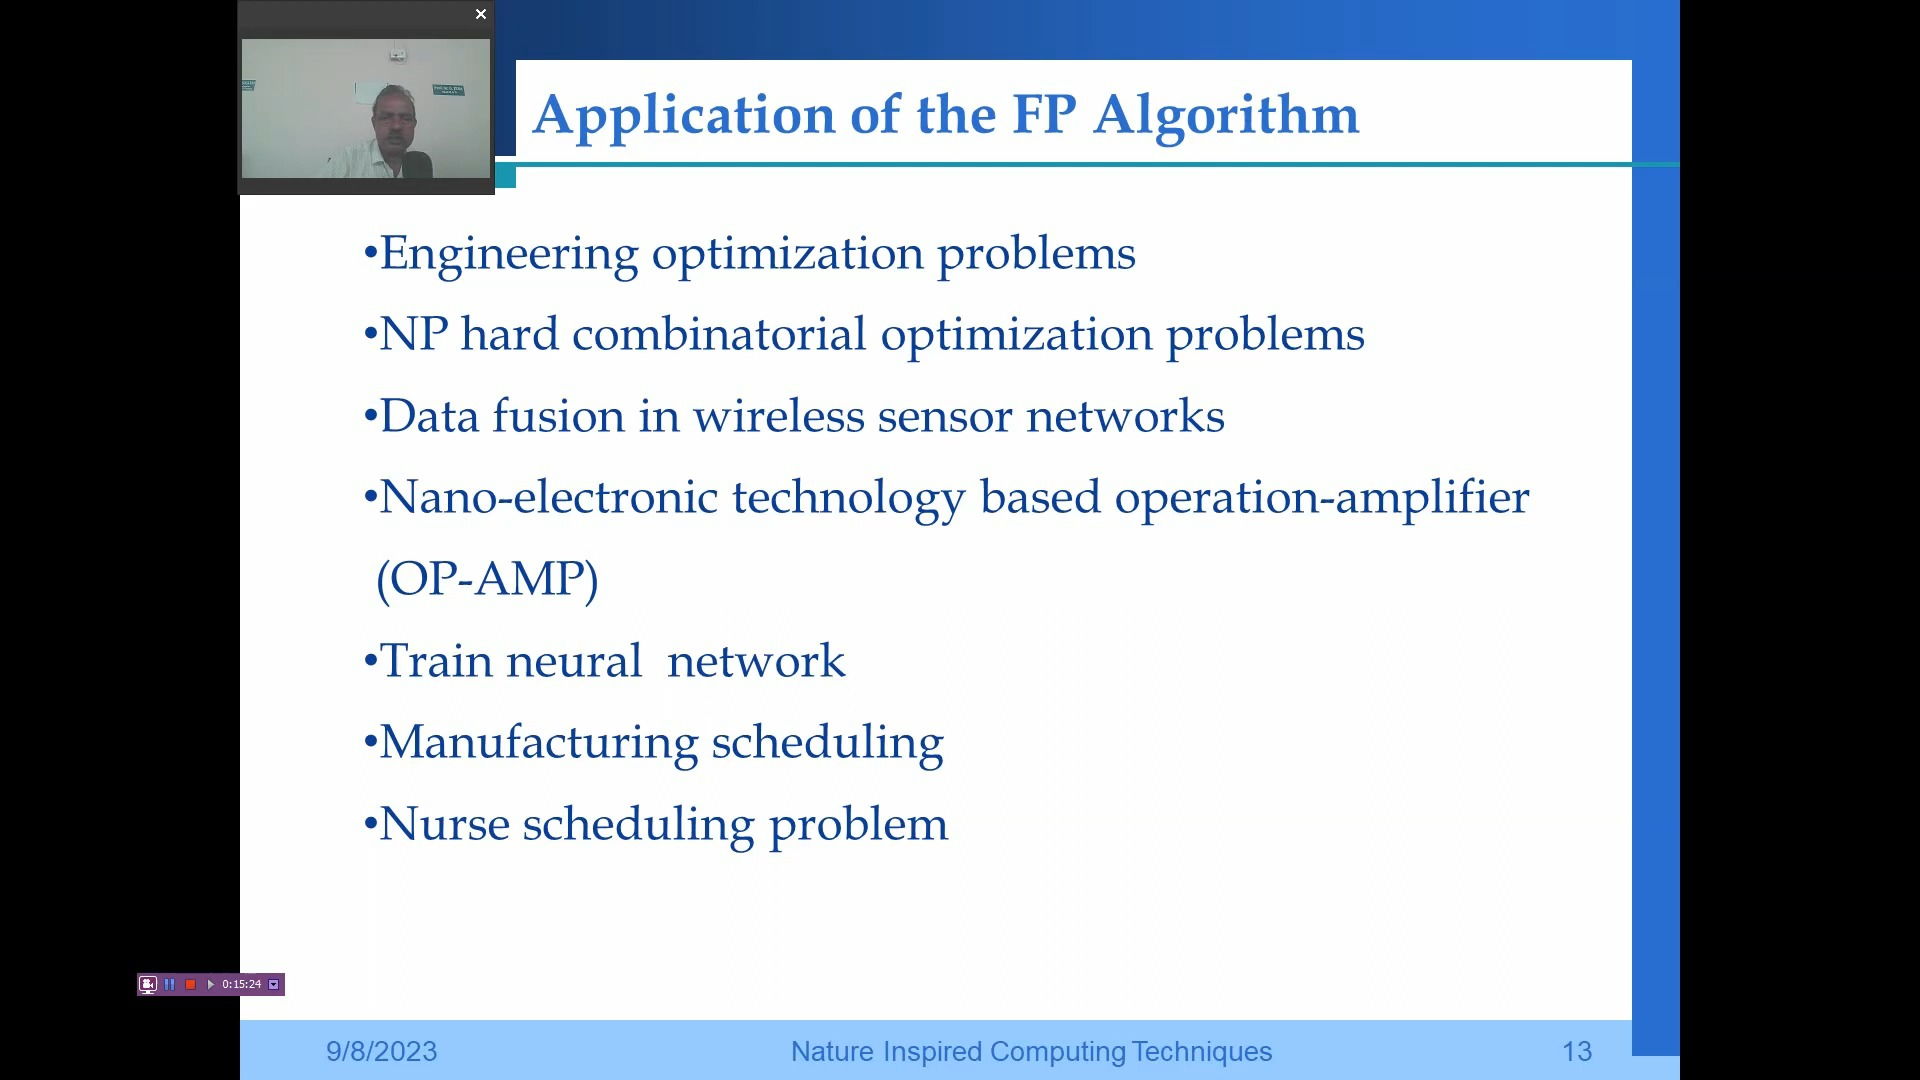 Application of the FP Algorithm
•Engineering optimization problems
•NP hard combinatorial optimization problems
•Data fusion in wireless sensor networks
•Nano-electronic technology based operation-amplifier
(OP-AMP)
•Train neural network
•Manufacturing scheduling
•Nurse scheduling problem
0:15:24
9/8/2023
Nature Inspired Computing Techniques
13